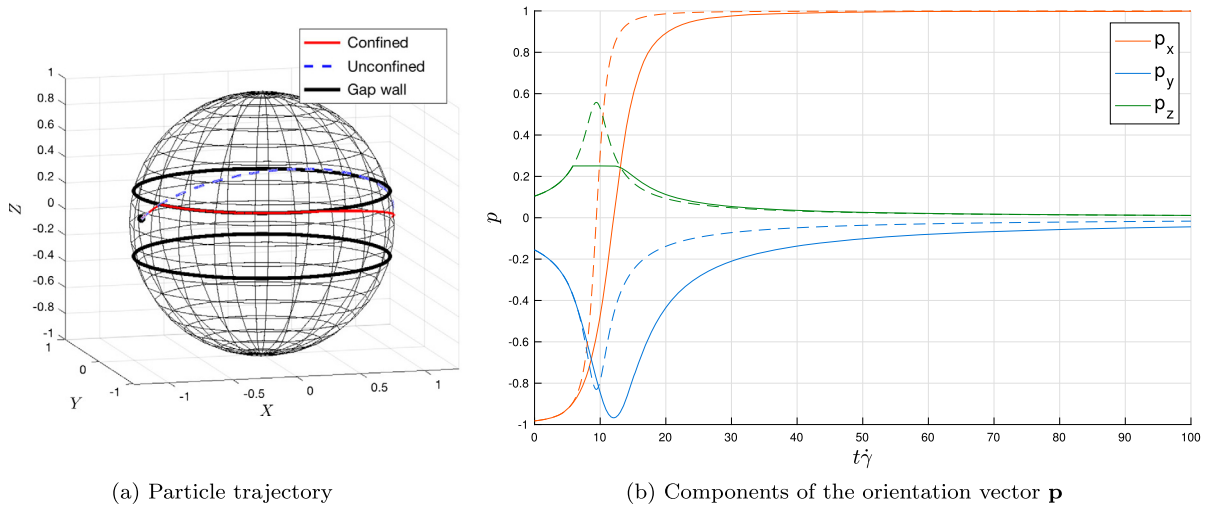 Confined
Unconfined
Gap wall
1
0.8
0.6
0.4
0.2
0
-0.2
-0.4
-0.6
-0.8
-1
Z
1
0
-1
Y
-1
-0.5
0
0.5
1
X
(a) Particle trajectory
1
0.8
0.6
0.4
0.2
0
-0.2
-0.4
-0.6
-0.8
-1
p
p_x
p_y
p_z
0 10 20 30 40 50 60 70 80 90 100
tγ̇
(b) Components of the orientation vector p